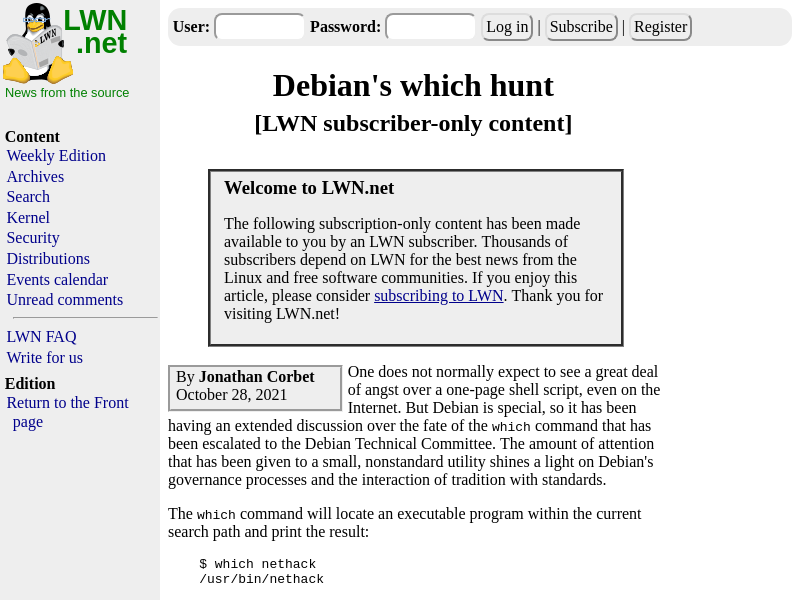 LWN
.net
News from the source
Content
Weekly Edition
Archives
Search
Kernel
Security
Distributions
Events calendar
Unread comments
LWN FAQ
Write for us
Edition
Return to the Front
page
User: Password: Log in | Subscribe | Register
Debian's which hunt
[LWN subscriber-only content]
Welcome to LWN.net
The following subscription-only content has been made
available to you by an LWN subscriber. Thousands of
subscribers depend on LWN for the best news from the
Linux and free software communities. If you enjoy this
article, please consider subscribing to LWN. Thank you for
visiting LWN.net!
By Jonathan Corbet
October 28, 2021
One does not normally expect to see a great deal
of angst over a one-page shell script, even on the
Internet. But Debian is special, so it has been
having an extended discussion over the fate of the which command that has
been escalated to the Debian Technical Committee. The amount of attention
that has been given to a small, nonstandard utility shines a light on Debian's
governance processes and the interaction of tradition with standards.
The which command will locate an executable program within the current
search path and print the result:
$ which nethack
/usr/bin/nethack